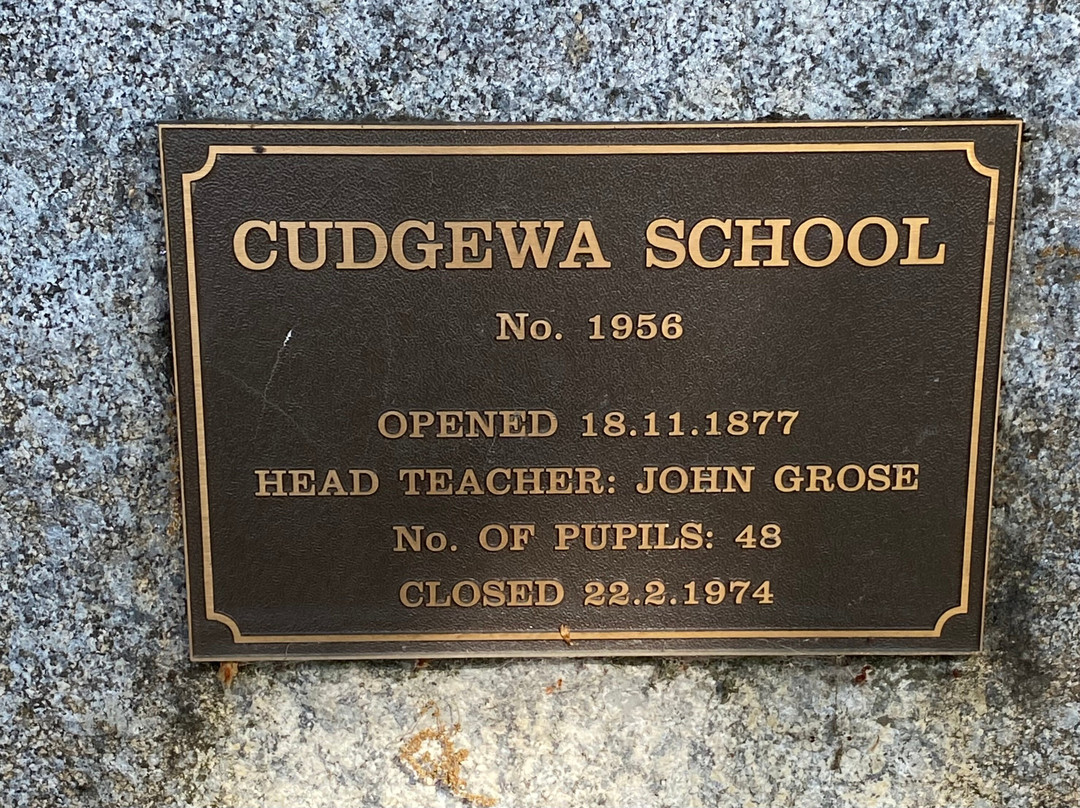 CUDGEWA SCHOOL
No. 1956
OPENED 18.11.1877
HEAD TEACHER: JOHN GROSE
No. OF PUPILS: 48
CLOSED 22.2.1974